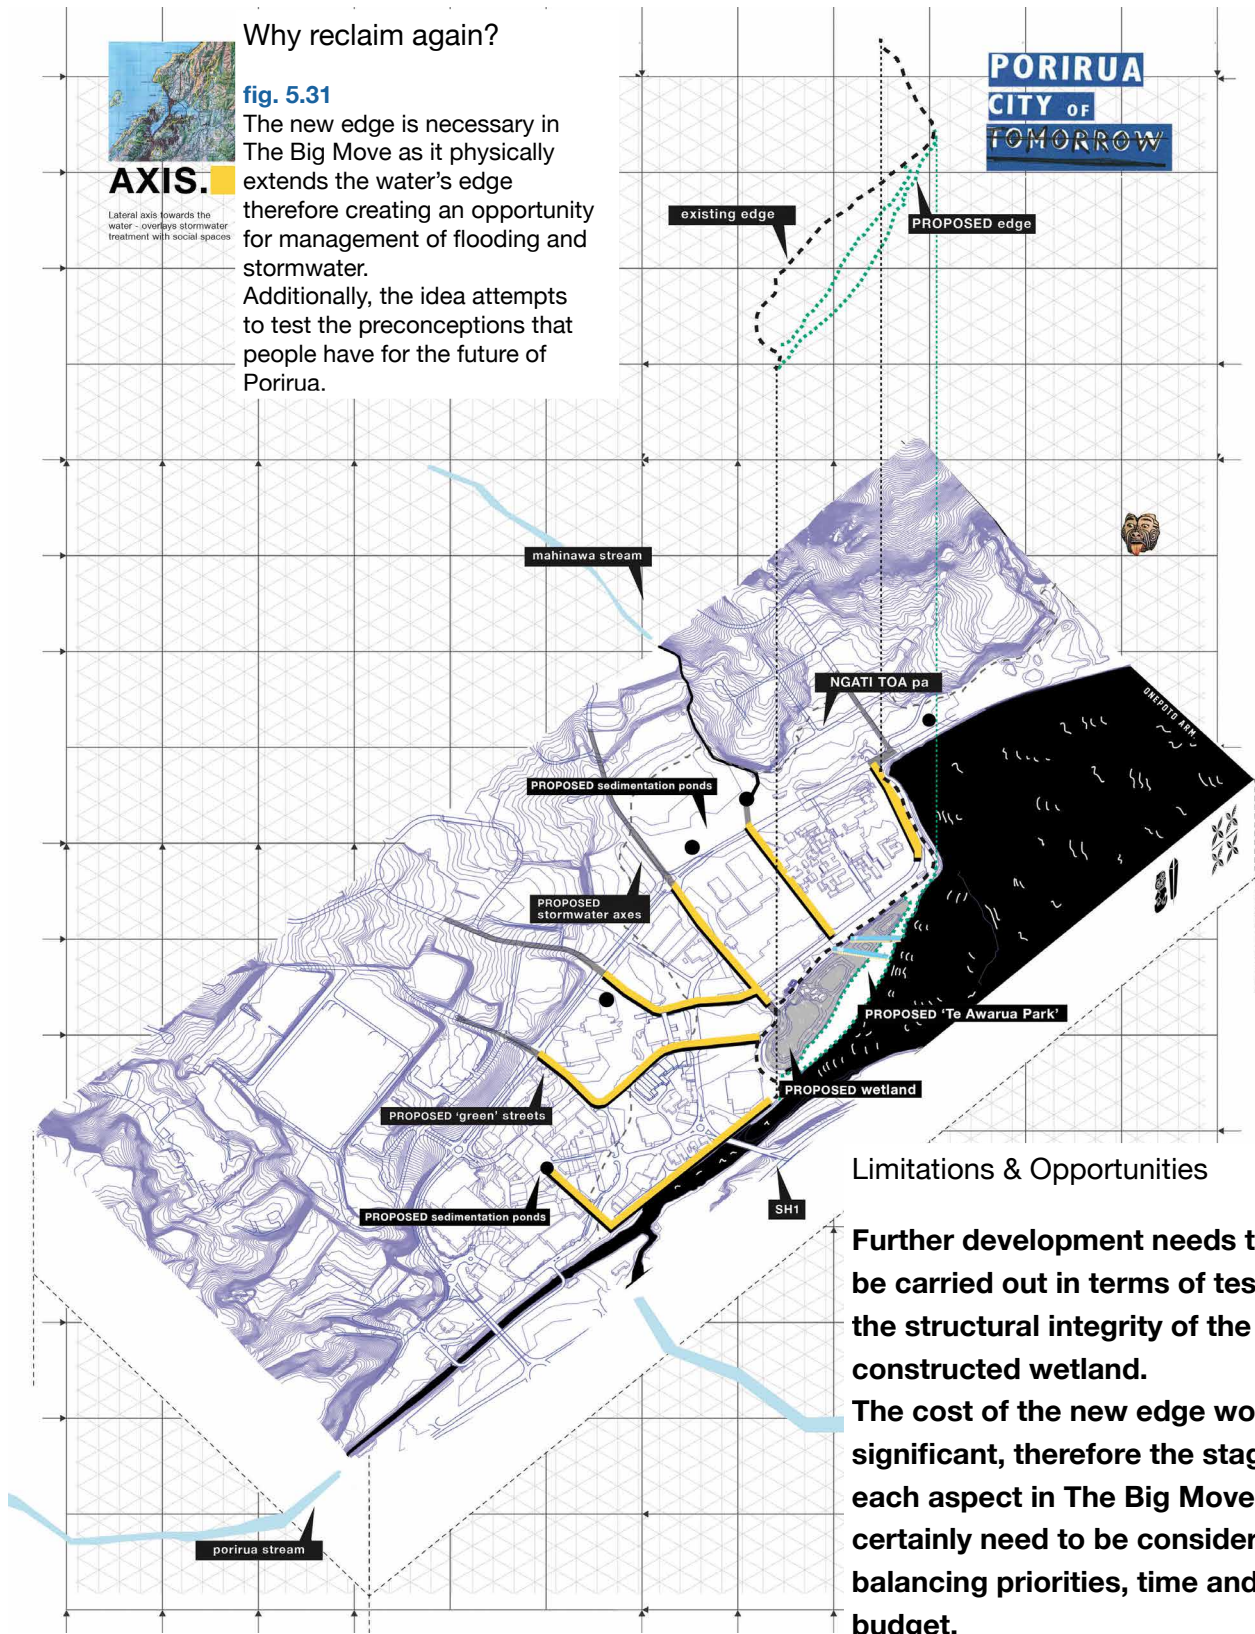 Why reclaim again?
fig. 5.31
The new edge is necessary in
The Big Move as it physically
extends the water's edge
therefore creating an opportunity
for management of flooding and
stormwater.
Additionally, the idea attempts
to test the preconceptions that
people have for the future of
Porirua.
AXIS.
Lateral axis towards the
water - overlays stormwater
treatment with social spaces
PORIRUA
CITY OF
TOMORROW
existing edge
PROPOSED edge
mahinawa stream
NGATI TOA pa
ONEPOTO ARM.
PROPOSED sedimentation ponds
PROPOSED
stormwater axes
PROPOSED 'Te Awarua Park'
PROPOSED wetland
PROPOSED 'green' streets
PROPOSED sedimentation ponds
SH1
porirua stream
Limitations & Opportunities
Further development needs t
be carried out in terms of tes
the structural integrity of the
constructed wetland.
The cost of the new edge wo
significant, therefore the stag
each aspect in The Big Move
certainly need to be consider
balancing priorities, time and
budget.